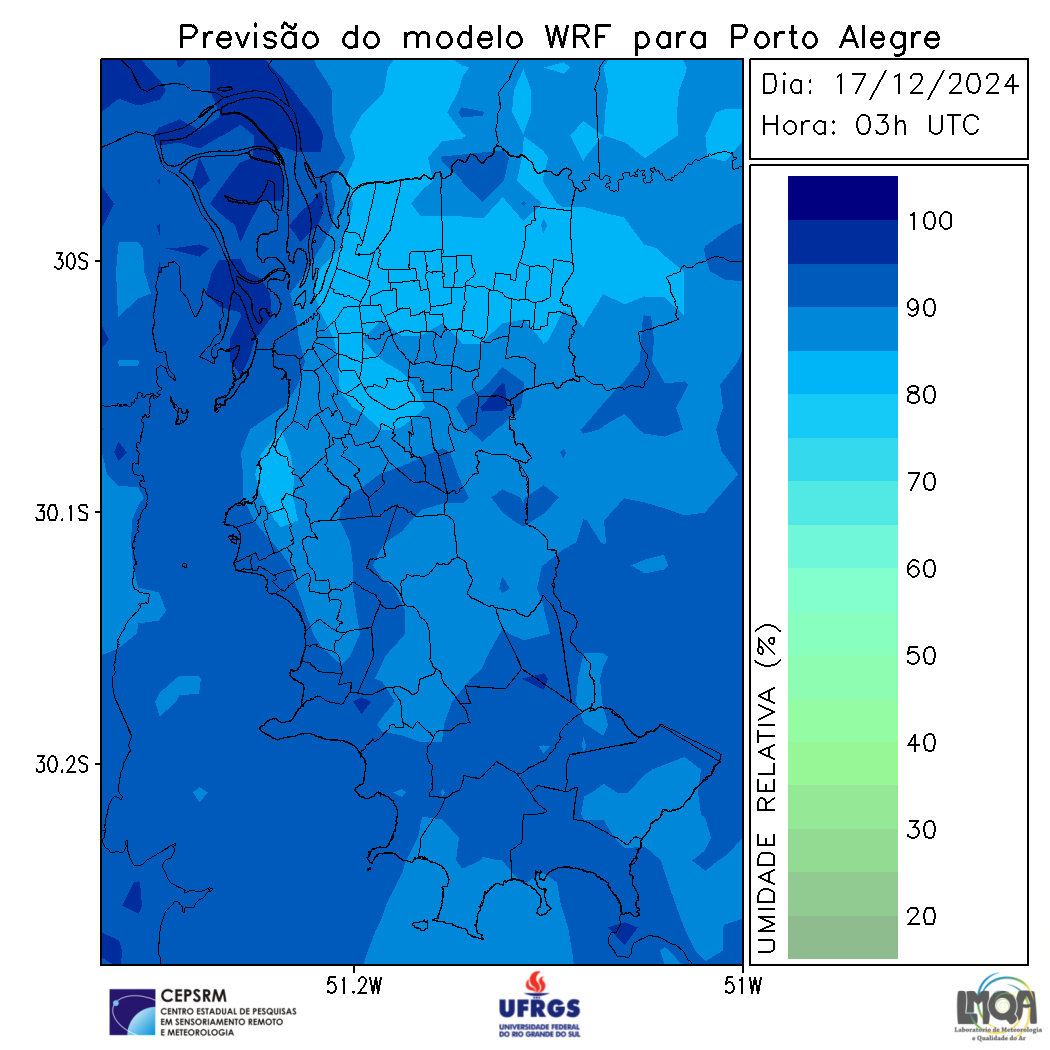 Previsão do modelo WRF para Porto Alegre
Dia: 17/12/2024
Hora: 03h UTC
100
90
80
70
60
50
40
30
20
UMIDADE RELATIVA (%)
30S
30.1S
30.2S
51.2W
51W
CEPSRM
CENTRO ESTADUAL DE PESQUISAS
EM SENSORIAMENTO REMOTO
E METEOROLOGIA
UFRGS
UNIVERSIDADE FEDERAL
DO RIO GRANDE DO SUL
LMQA
Laboratório de Meteorologia
e Qualidade do Ar